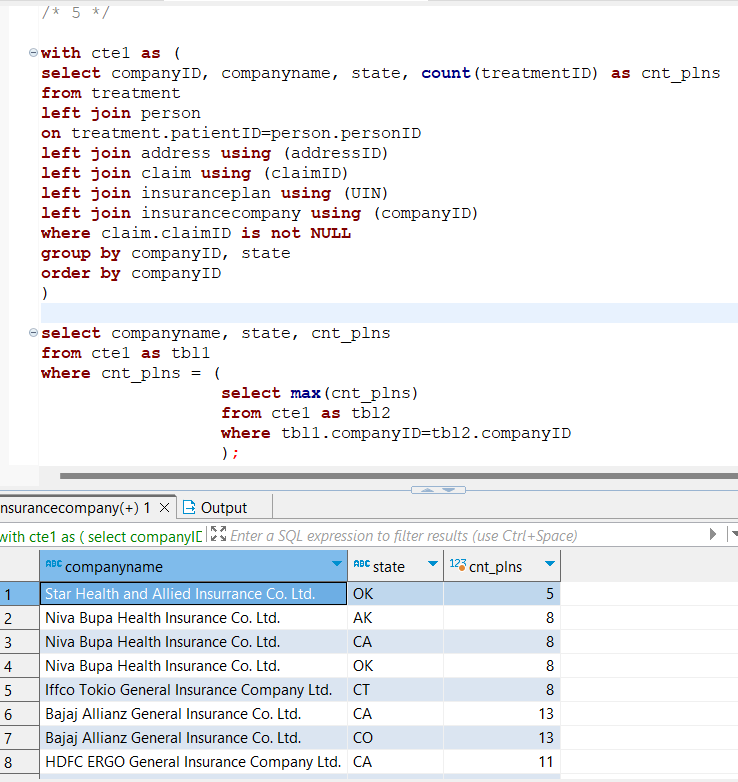 /* 5 */
with cte1 as (
select companyID, companyname, state, count(treatmentID) as cnt_plns
from treatment
left join person
on treatment.patientID=person.personID
left join address using (addressID)
left join claim using (claimID)
left join insuranceplan using (UIN)
left join insurancecompany using (companyID)
where claim.claimID is not NULL
group by companyID, state
order by companyID
)
select companyname, state, cnt_plns
from cte1 as tbl1
where cnt_plns = (
select max(cnt_plns)
from cte1 as tbl2
where tbl1.companyID=tbl2.companyID
);
nsurancecompany(+) 1 Output
with cte1 as ( select companyID Enter a SQL expression to filter results (use Ctrl+Space)
ABC companyname ABC state 123 cnt_plns
1 Star Health and Allied Insurrance Co. Ltd. OK 5
2 Niva Bupa Health Insurance Co. Ltd. AK 8
3 Niva Bupa Health Insurance Co. Ltd. CA 8
4 Niva Bupa Health Insurance Co. Ltd. OK 8
5 Iffco Tokio General Insurance Company Ltd. CT 8
6 Bajaj Allianz General Insurance Co. Ltd. CA 13
7 Bajaj Allianz General Insurance Co. Ltd. CO 13
8 HDFC ERGO General Insurance Company Ltd. CA 11